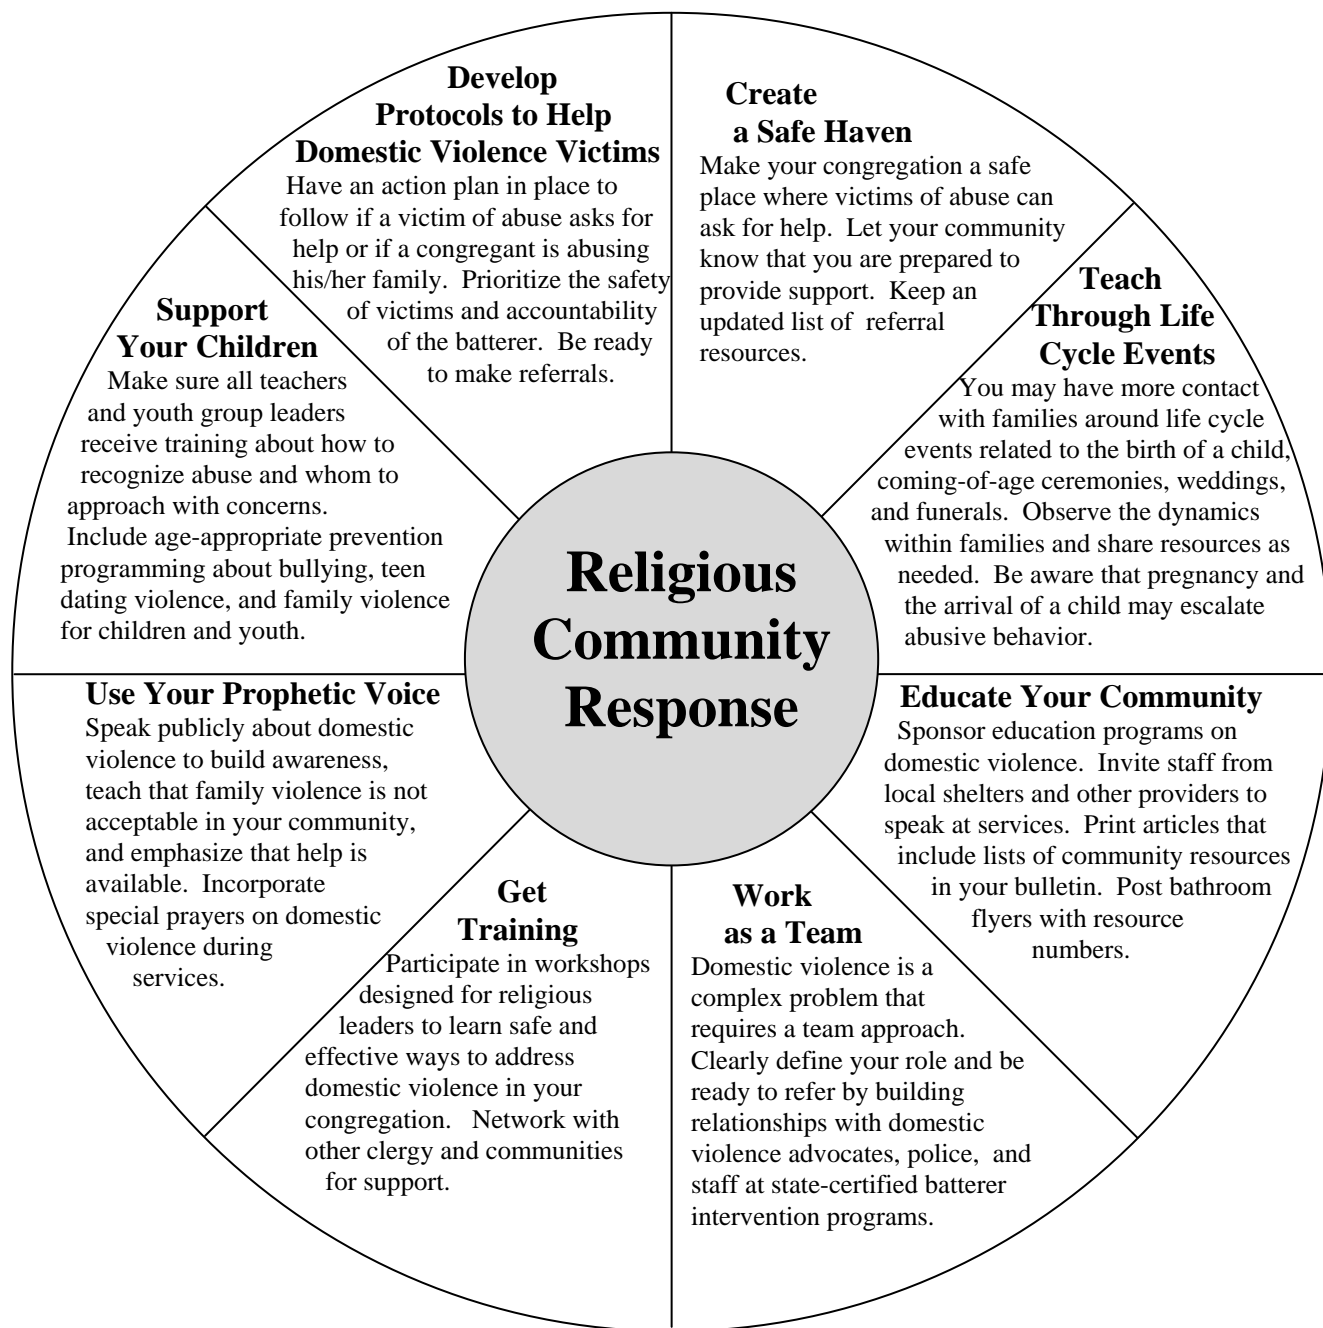 Develop
Protocols to Help
Domestic Violence Victims
Have an action plan in place to
follow if a victim of abuse asks for
help or if a congregant is abusing
his/her family.  Prioritize the safety
of victims and accountability
of the batterer.  Be ready
to make referrals.
Create
a Safe Haven
Make your congregation a safe
place where victims of abuse can
ask for help.  Let your community
know that you are prepared to
provide support.  Keep an
updated list of  referral
resources.
Teach
Through Life
Cycle Events
You may have more contact
with families around life cycle
events related to the birth of a child,
coming-of-age ceremonies, weddings,
and funerals.  Observe the dynamics
within families and share resources as
needed.  Be aware that pregnancy and
the arrival of a child may escalate
abusive behavior.
Educate Your Community
Sponsor education programs on
domestic violence.  Invite staff from
local shelters and other providers to
speak at services.  Print articles that
include lists of community resources
in your bulletin.  Post bathroom
flyers with resource
numbers.
Work
as a Team
Domestic violence is a
complex problem that
requires a team approach.
Clearly define your role and be
ready to refer by building
relationships with domestic
violence advocates, police,  and
staff at state-certified batterer
intervention programs.
Get
Training
Participate in workshops
designed for religious
leaders to learn safe and
effective ways to address
domestic violence in your
congregation.   Network with
other clergy and communities
for support.
Use Your Prophetic Voice
Speak publicly about domestic
violence to build awareness,
teach that family violence is not
acceptable in your community,
and emphasize that help is
available.  Incorporate
special prayers on domestic
violence during
services.
Support
Your Children
Make sure all teachers
and youth group leaders
receive training about how to
recognize abuse and whom to
approach with concerns.
Include age-appropriate prevention
programming about bullying, teen
dating violence, and family violence
for children and youth.
Religious
Community
Response